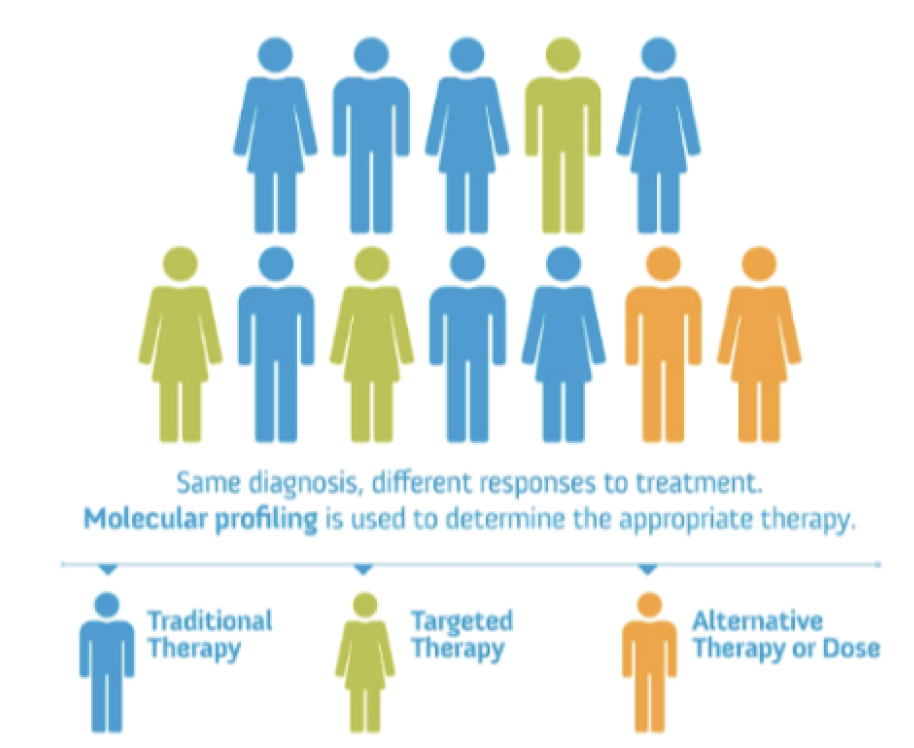 Same diagnosis, different responses to treatment.
Molecular profiling is used to determine the appropriate therapy.
Traditional
Therapy
Targeted
Therapy
Alternative
Therapy or Dose